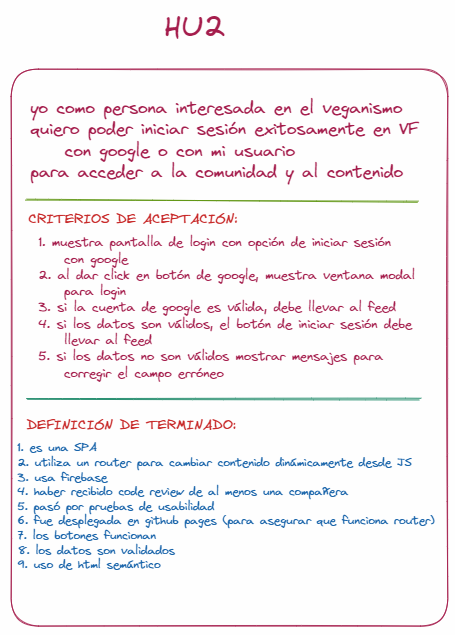 HU2
yo como persona interesada en el veganismo
quiero poder iniciar sesión exitosamente en VF
con google o con mi usuario
para acceder a la comunidad y al contenido
CRITERIOS DE ACEPTACIÓN:
1. muestra pantalla de login con opción de iniciar sesión
con google
2. al dar click en botón de google, muestra ventana modal
para login
3. si la cuenta de google es válida, debe llevar al feed
4. si los datos son válidos, el botón de iniciar sesión debe
llevar al feed
5. si los datos no son válidos mostrar mensajes para
corregir el campo erróneo
DEFINICIÓN DE TERMINADO:
1. es una SPA
2. utiliza un router para cambiar contenido dinámicamente desde JS
3. usa firebase
4. haber recibido code review de al menos una compañera
5. pasó por pruebas de usabilidad
6. fue desplegada en github pages (para asegurar que funciona router)
7. los botones funcionan
8. los datos son validados
9. uso de html semántico